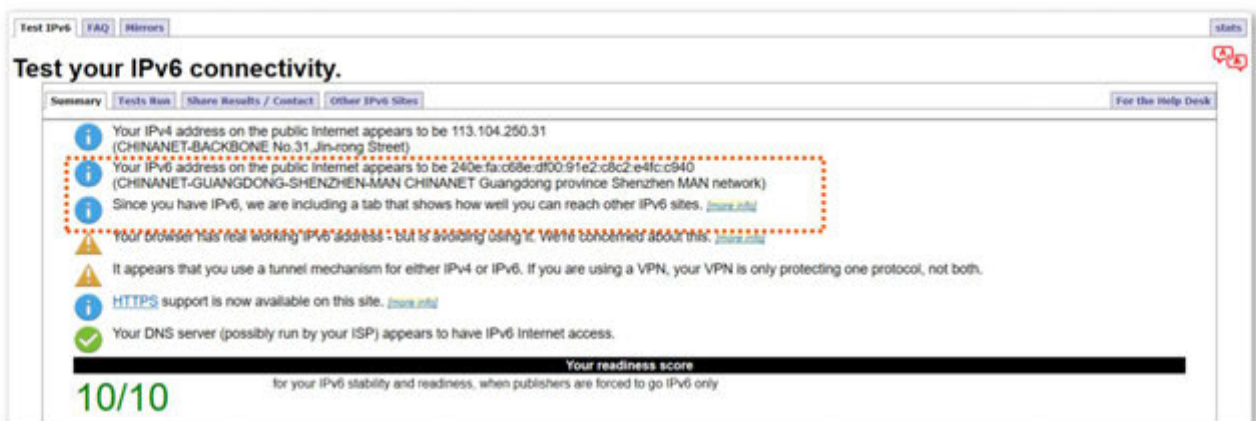 Test IPv6 FAQ Mirrors stats
Test your IPv6 connectivity.
Summary Tests Run Share Results / Contact Other IPv6 Sites For the Help Desk
Your IPv4 address on the public Internet appears to be 113.104.250.31
(CHINANET-BACKBONE No.31,Jin-rong Street)
Your IPv6 address on the public Internet appears to be 240e:fa:c68e:df00:91e2:c8c2:e4fc:c940
(CHINANET-GUANGDONG-SHENZHEN-MAN CHINANET Guangdong province Shenzhen MAN network)
Since you have IPv6, we are including a tab that shows how well you can reach other IPv6 sites. [more info]
Your browser has real working IPv6 address - but is avoiding using it. We're concerned about this. [more info]
It appears that you use a tunnel mechanism for either IPv4 or IPv6. If you are using a VPN, your VPN is only protecting one protocol, not both.
HTTPS support is now available on this site. [more info]
Your DNS server (possibly run by your ISP) appears to have IPv6 Internet access.
Your readiness score
10/10 for your IPv6 stability and readiness, when publishers are forced to go IPv6 only